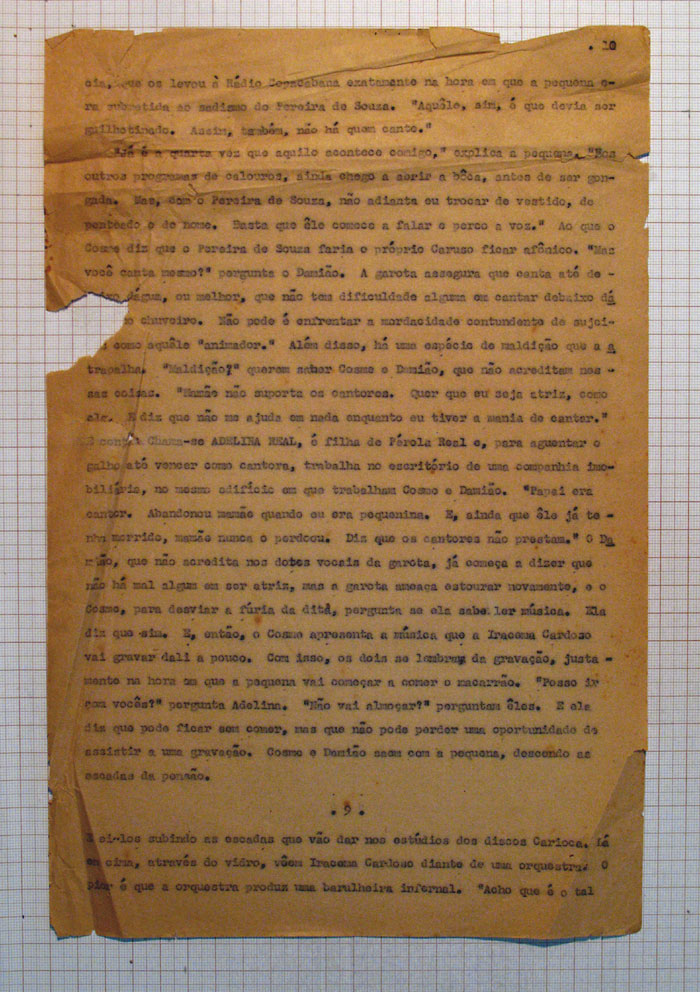 . 10
cia, que os levou à Rádio Copacabana exatamente na hora em que a pequena e-
ra submetida ao sadismo do Pereira de Souza. "Aquêle, sim, é que devia ser
guilhotinado. Assim, também, não há quem cante."
"Já é a quarta vez que aquilo acontece comigo," explica a pequena. "Nos
outros programas de calouros, ainda chego a abrir a bôca, antes de ser gon-
gada. Mas, com o Pereira de Souza, não adianta eu trocar de vestido, de
penteado e de nome. Basta que êle comece a falar e perco a voz." Ao que o
Cosme diz que o Pereira de Souza faria o próprio Caruso ficar afônico. "Mas
você canta mesmo?" pergunta o Damião. A garota assegura que canta até de-
dágua, ou melhor, que não tem dificuldade alguma em cantar debaixo dá
chuveiro. Não pode é enfrentar a mordacidade contundente de sujei-
como aquêle "animador." Além disso, há uma espécie de maldição que a a
trapalha. "Maldição?" querem saber Cosme e Damião, que não acreditam nes-
sas coisas. "Mamãe não suporta os cantores. Quer que eu seja atriz, como
ela. E diz que não me ajuda em nada enquanto eu tiver a mania de cantar."
E conta: Chama-se ADELINA REAL, é filha de Pérola Real e, para aguentar o
galho até vencer como cantora, trabalha no escritório de uma companhia imo-
biliária, no mesmo edifício em que trabalham Cosme e Damião. "Papai era
cantor. Abandonou mamãe quando eu era pequenina. E, ainda que êle já te-
nha morrido, mamãe nunca o perdoou. Diz que os cantores não prestam." O Da
mião, que não acredita nos dotes vocais da garota, já começa a dizer que
não há mal algum em ser atriz, mas a garota ameaça estourar novamente, e o
Cosme, para desviar a fúria da dita, pergunta se ela sabe ler música. Ela
diz que sim. E, então, o Cosme apresenta a música que a Iracema Cardoso
vai gravar dali a pouco. Com isso, os dois se lembram da gravação, justa-
mente na hora em que a pequena vai começar a comer o macarrão. "Posso ir
com vocês?" pergunta Adelina. "Não vai almoçar?" perguntam êles. E ela
diz que pode ficar sem comer, mas que não pode perder uma oportunidade de
assistir a uma gravação. Cosme e Damião saem com a pequena, descendo as
escadas da pensão.
. 9 .
E ei-los subindo as escadas que vão dar nos estúdios dos discos Carioca. Lá
em cima, através do vidro, vêem Iracema Cardoso diante de uma orquestra. O
pior é que a orquestra produz uma barulheira infernal. "Acho que é o tal